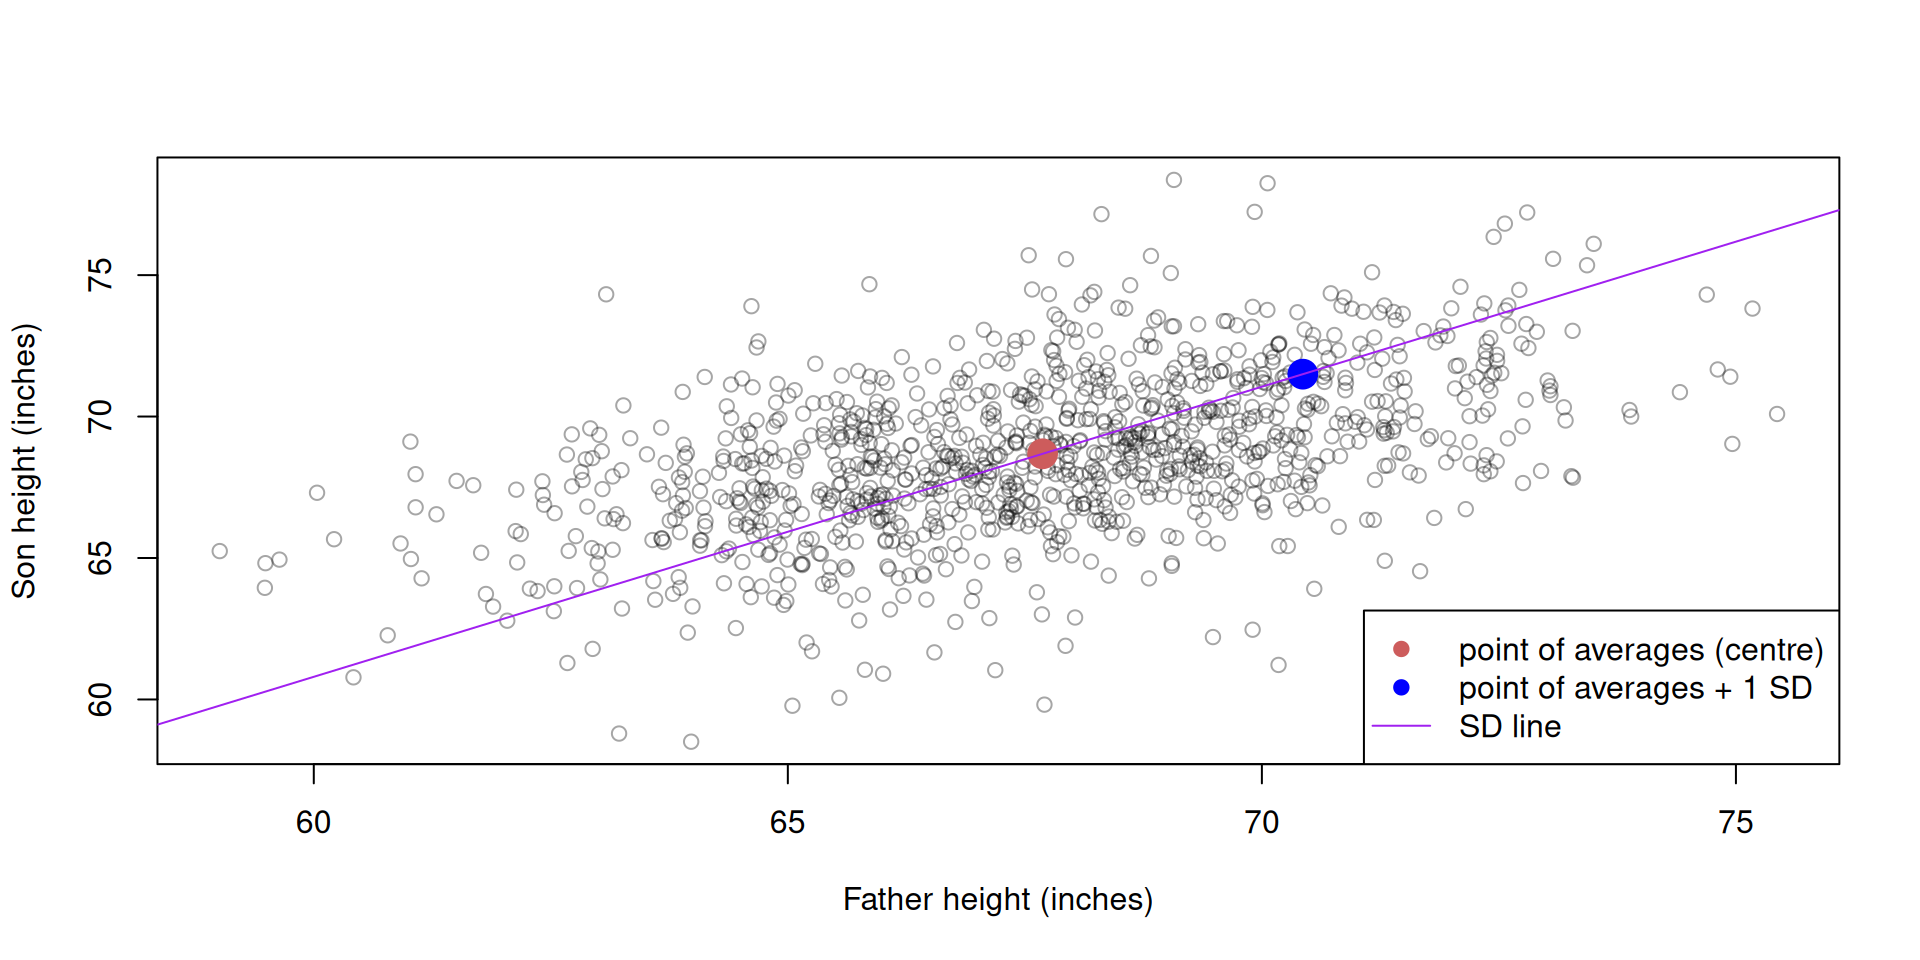 Son height (inches)
75
70
65
60
point of averages (centre)
point of averages + 1 SD
SD line
60 65 70 75
Father height (inches)